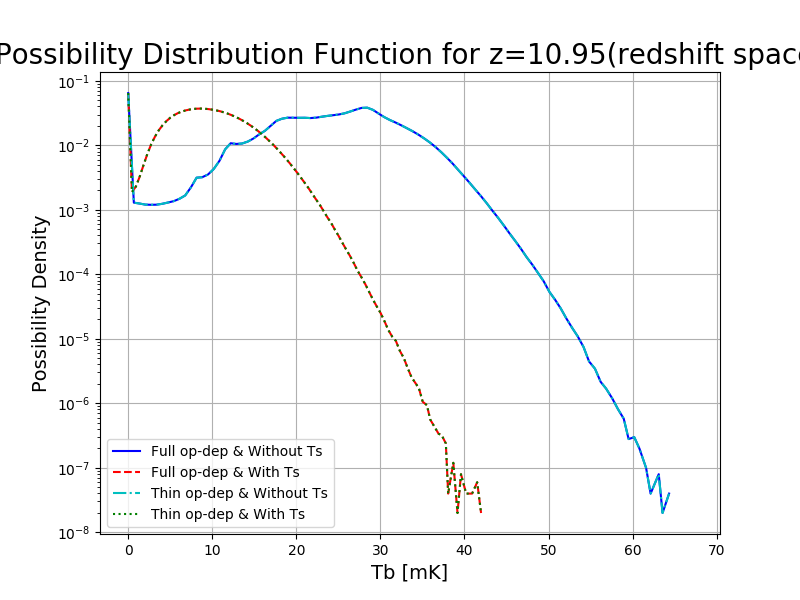 Possibility Distribution Function for z=10.95(redshift spac
10⁻¹
10⁻²
10⁻³
10⁻⁴
10⁻⁵
10⁻⁶
10⁻⁷
10⁻⁸
Possibility Density
Full op-dep & Without Ts
Full op-dep & With Ts
Thin op-dep & Without Ts
Thin op-dep & With Ts
0 10 20 30 40 50 60 70
Tb [mK]